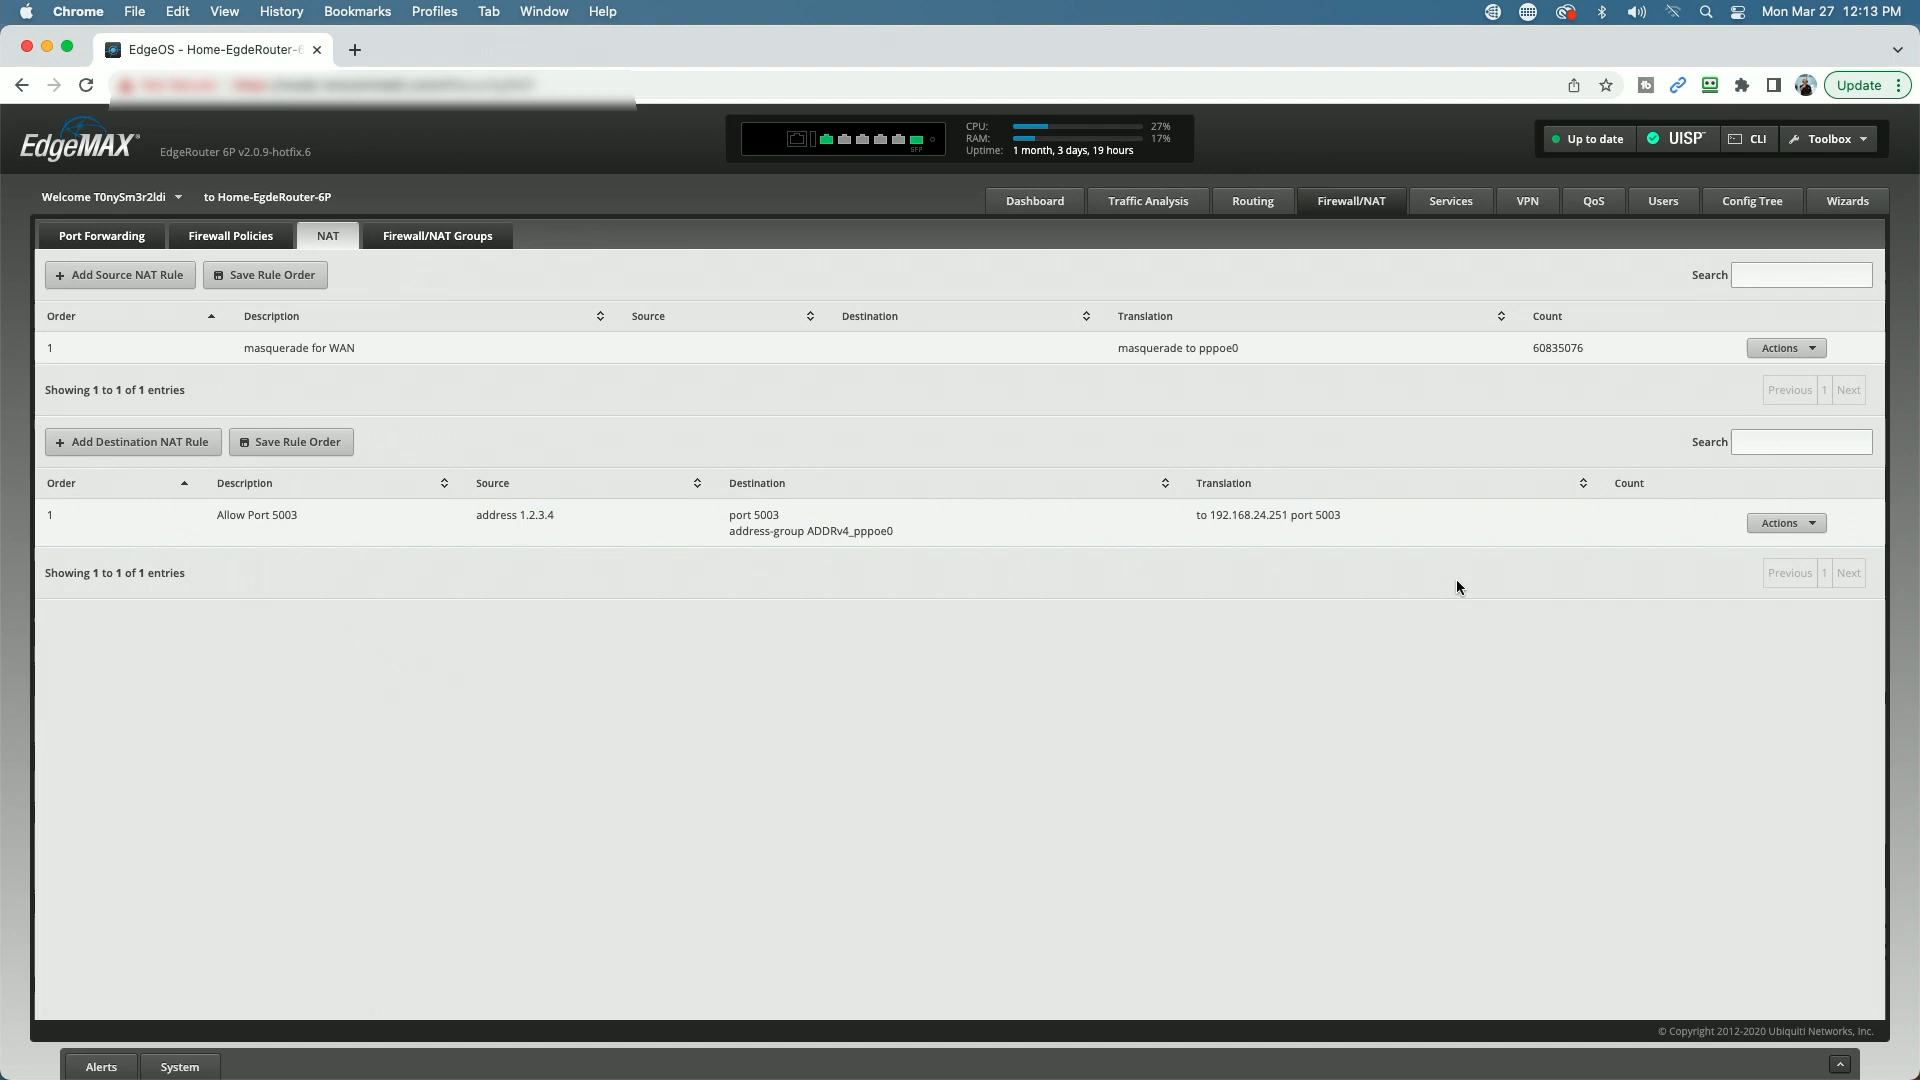 Chrome File Edit View History Bookmarks Profiles Tab Window Help Mon Mar 27 12:13 PM
EdgeOS - Home-EgdeRouter-6
Update
EdgeMAX EdgeRouter 6P v2.0.9-hotfix.6
SFP
CPU: 27%
RAM: 17%
Uptime: 1 month, 3 days, 19 hours
Up to date UISP CLI Toolbox
Welcome T0nySm3r2ldi to Home-EgdeRouter-6P
Dashboard Traffic Analysis Routing Firewall/NAT Services VPN QoS Users Config Tree Wizards
Port Forwarding Firewall Policies NAT Firewall/NAT Groups
+ Add Source NAT Rule Save Rule Order Search
Order Description Source Destination Translation Count
1 masquerade for WAN masquerade to pppoe0 60835076 Actions
Showing 1 to 1 of 1 entries Previous 1 Next
+ Add Destination NAT Rule Save Rule Order Search
Order Description Source Destination Translation Count
1 Allow Port 5003 address 1.2.3.4 port 5003 to 192.168.24.251 port 5003 Actions
address-group ADDRv4_pppoe0
Showing 1 to 1 of 1 entries Previous 1 Next
© Copyright 2012-2020 Ubiquiti Networks, Inc.
Alerts System